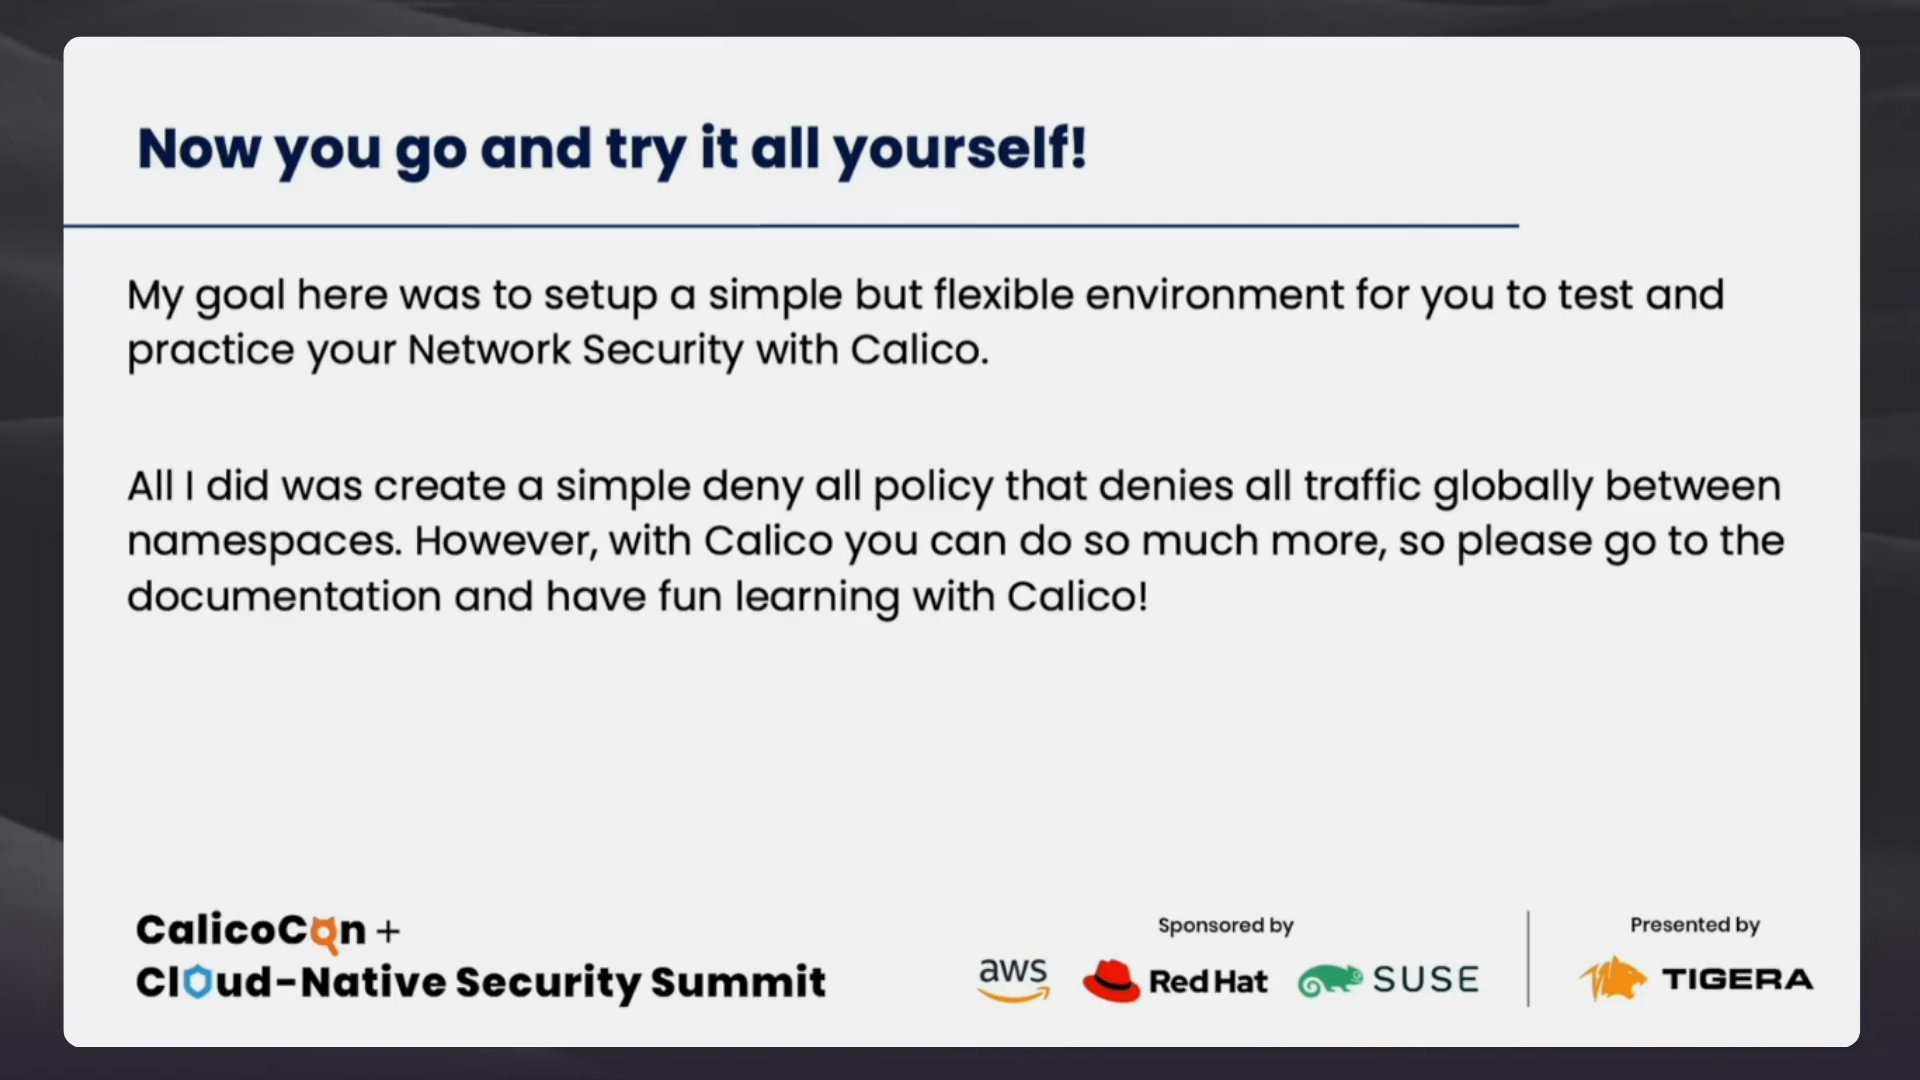 Now you go and try it all yourself!
My goal here was to setup a simple but flexible environment for you to test and
practice your Network Security with Calico.
All I did was create a simple deny all policy that denies all traffic globally between
namespaces. However, with Calico you can do so much more, so please go to the
documentation and have fun learning with Calico!
CalicoCon +
Cloud-Native Security Summit
Sponsored by
aws
Red Hat
SUSE
Presented by
TIGERA